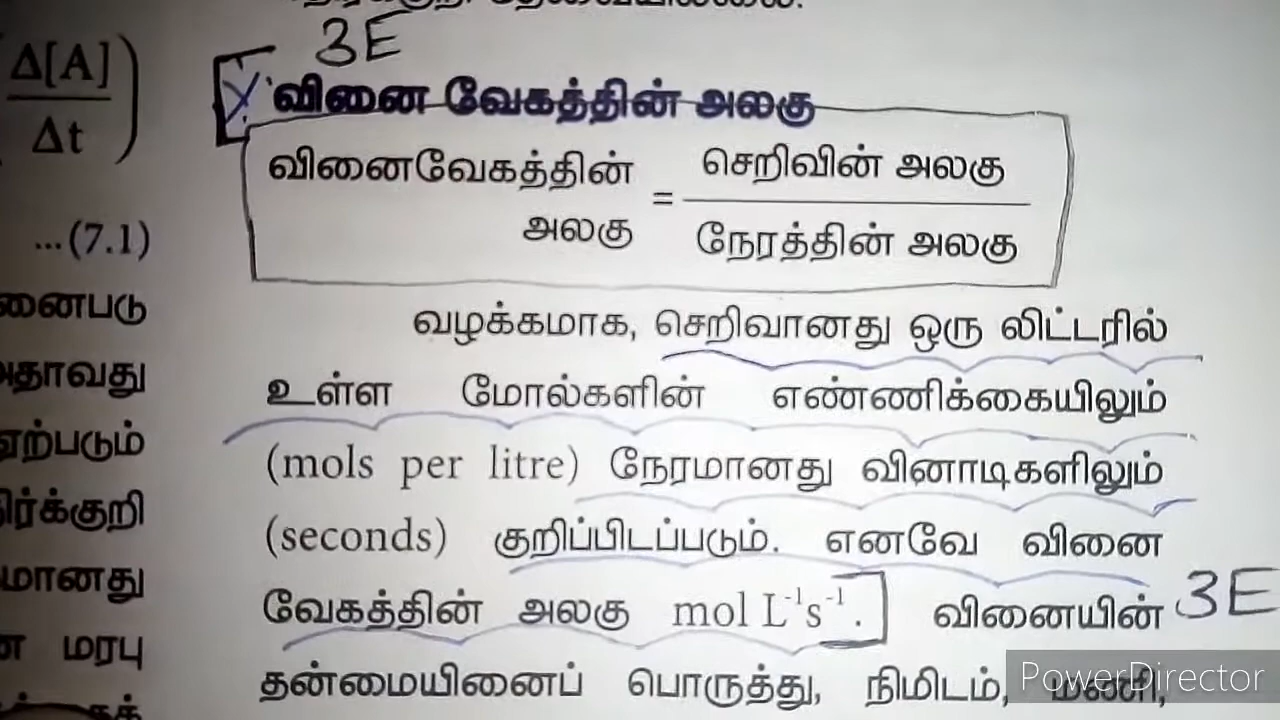 Δ[A]
Δt
...(7.1)
படு
அதாவது
ஏற்படும்
மானது
மரபு
3E
வினை வேகத்தின் அலகு
வினைவேகத்தின் அலகு = செறிவின் அலகு
நேரத்தின் அலகு
வழக்கமாக, செறிவானது ஒரு லிட்டரில்
உள்ள மோல்களின் எண்ணிக்கையிலும்
(mols per litre) நேரமானது வினாடிகளிலும்
(seconds) குறிப்பிடப்படும். எனவே வினை
வேகத்தின் அலகு mol L⁻¹s⁻¹. வினையின் 3E
தன்மையினைப் பொருத்து, நிமிடம், மணி,
PowerDirector